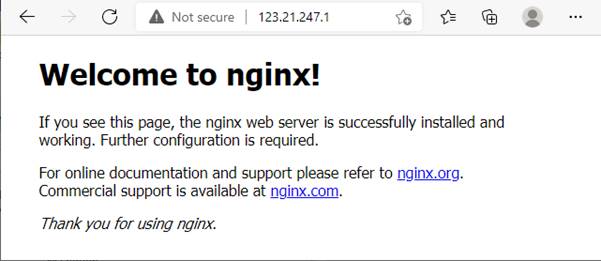 Not secure | 123.21.247.1
Welcome to nginx!
If you see this page, the nginx web server is successfully installed and
working. Further configuration is required.
For online documentation and support please refer to nginx.org.
Commercial support is available at nginx.com.
Thank you for using nginx.